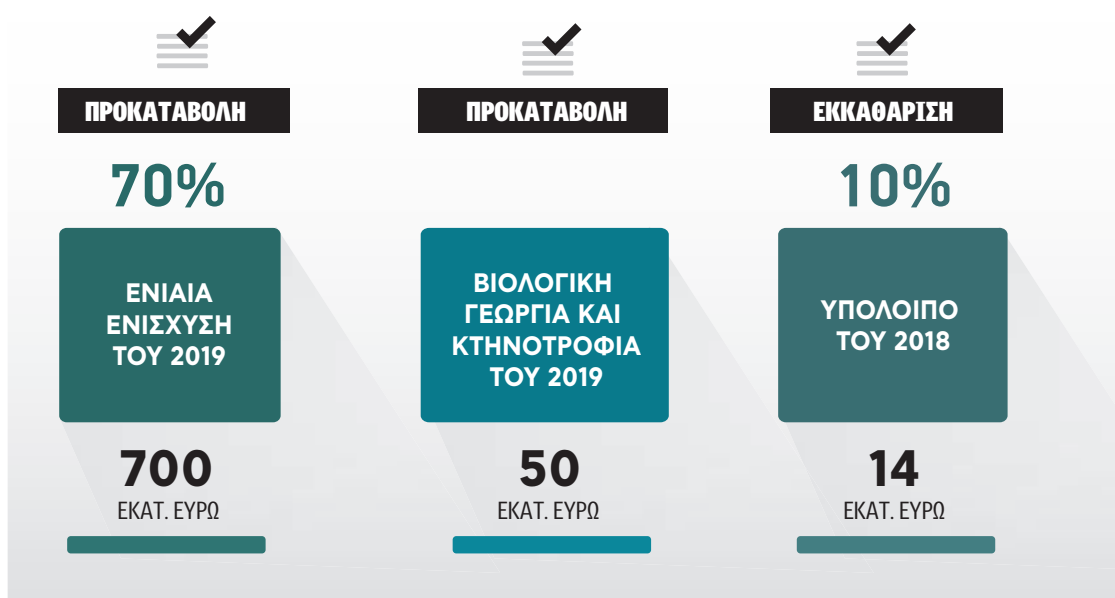 ΠΡΟΚΑΤΑΒΟΛΗ
70%
ΕΝΙΑΙΑ
ΕΝΙΣΧΥΣΗ
ΤΟΥ 2019
700
ΕΚΑΤ. ΕΥΡΩ
ΠΡΟΚΑΤΑΒΟΛΗ
ΒΙΟΛΟΓΙΚΗ
ΓΕΩΡΓΙΑ ΚΑΙ
ΚΤΗΝΟΤΡΟΦΙΑ
ΤΟΥ 2019
50
ΕΚΑΤ. ΕΥΡΩ
ΕΚΚΑΘΑΡΙΣΗ
10%
ΥΠΟΛΟΙΠΟ
ΤΟΥ 2018
14
ΕΚΑΤ. ΕΥΡΩ